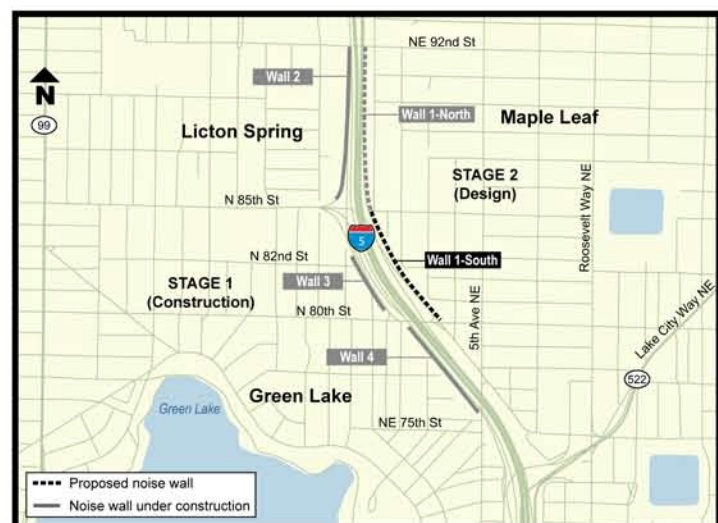 NE 92nd St
N
99
Wall 2
Wall 1-North
Licton Spring
Maple Leaf
STAGE 2
(Design)
Roosevelt Way NE
N 85th St
5
N 82nd St
Wall 1-South
STAGE 1
(Construction)
Wall 3
N 80th St
5th Ave NE
Lake City Way NE
Wall 4
522
Green Lake
Green Lake
NE 75th St
Proposed noise wall
Noise wall under construction